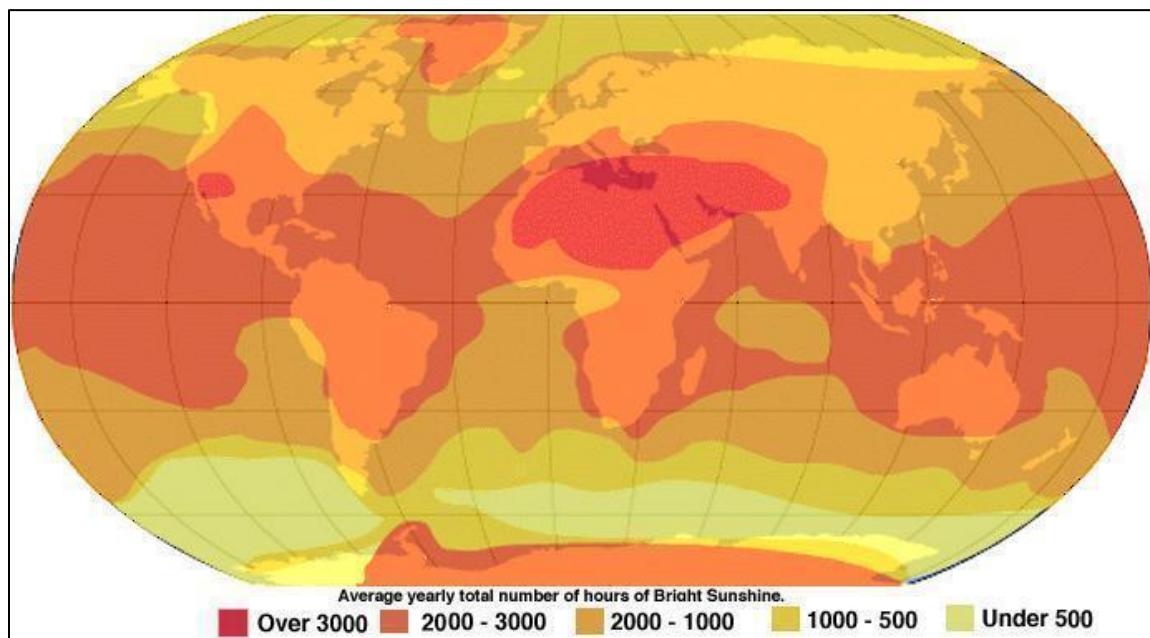 Average yearly total number of hours of Bright Sunshine.
Over 3000 2000 - 3000 2000 - 1000 1000 - 500 Under 500